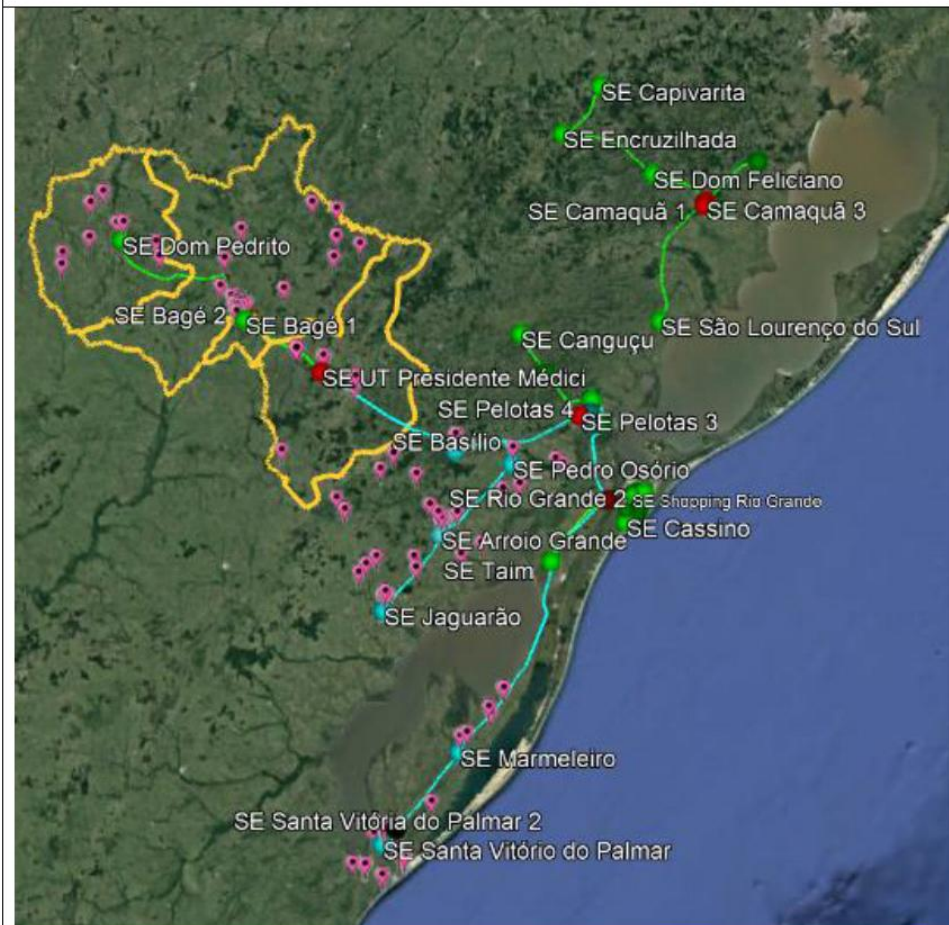 SE Capivarita
SE Encruzilhada
SE Dom Feliciano
SE Camaquã 1
SE Camaquã 3
SE Dom Pedrito
SE Bagé 2
SE Bagé 1
SE São Lourenço do Sul
SE Canguçu
SE UT Presidente Médici
SE Pelotas 4
SE Pelotas 3
SE Basílio
SE Pedro Osório
SE Rio Grande 2
SE Shopping Rio Grande
SE Cassino
SE Arroio Grande
SE Taim
SE Jaguarão
SE Marmeleiro
SE Santa Vitória do Palmar 2
SE Santa Vitório do Palmar